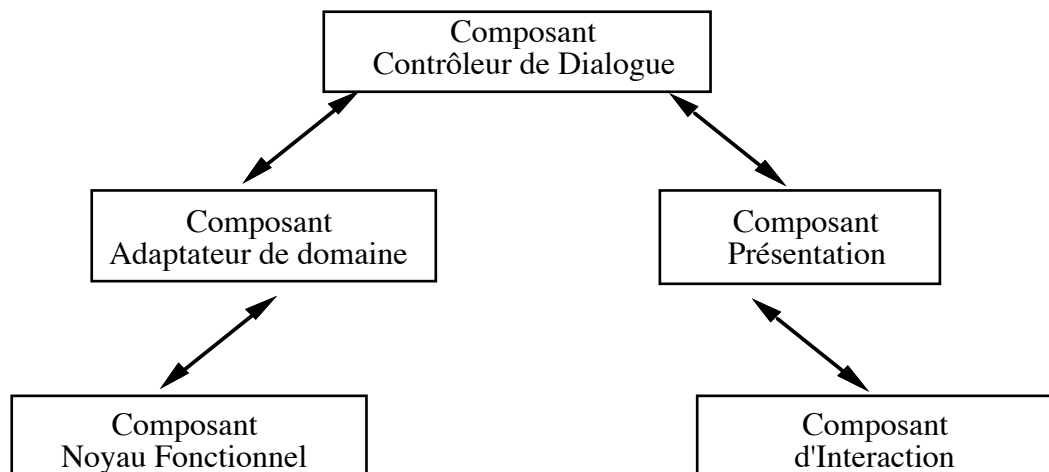 Composant
Contrôleur de Dialogue
Composant
Adaptateur de domaine
Composant
Présentation
Composant
Noyau Fonctionnel
Composant
d'Interaction